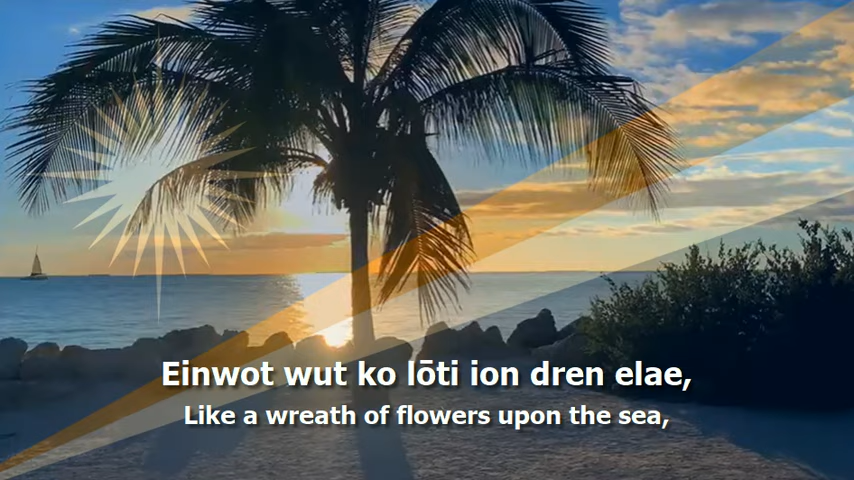 Einwot wut ko lōti ion dren elae,
Like a wreath of flowers upon the sea,